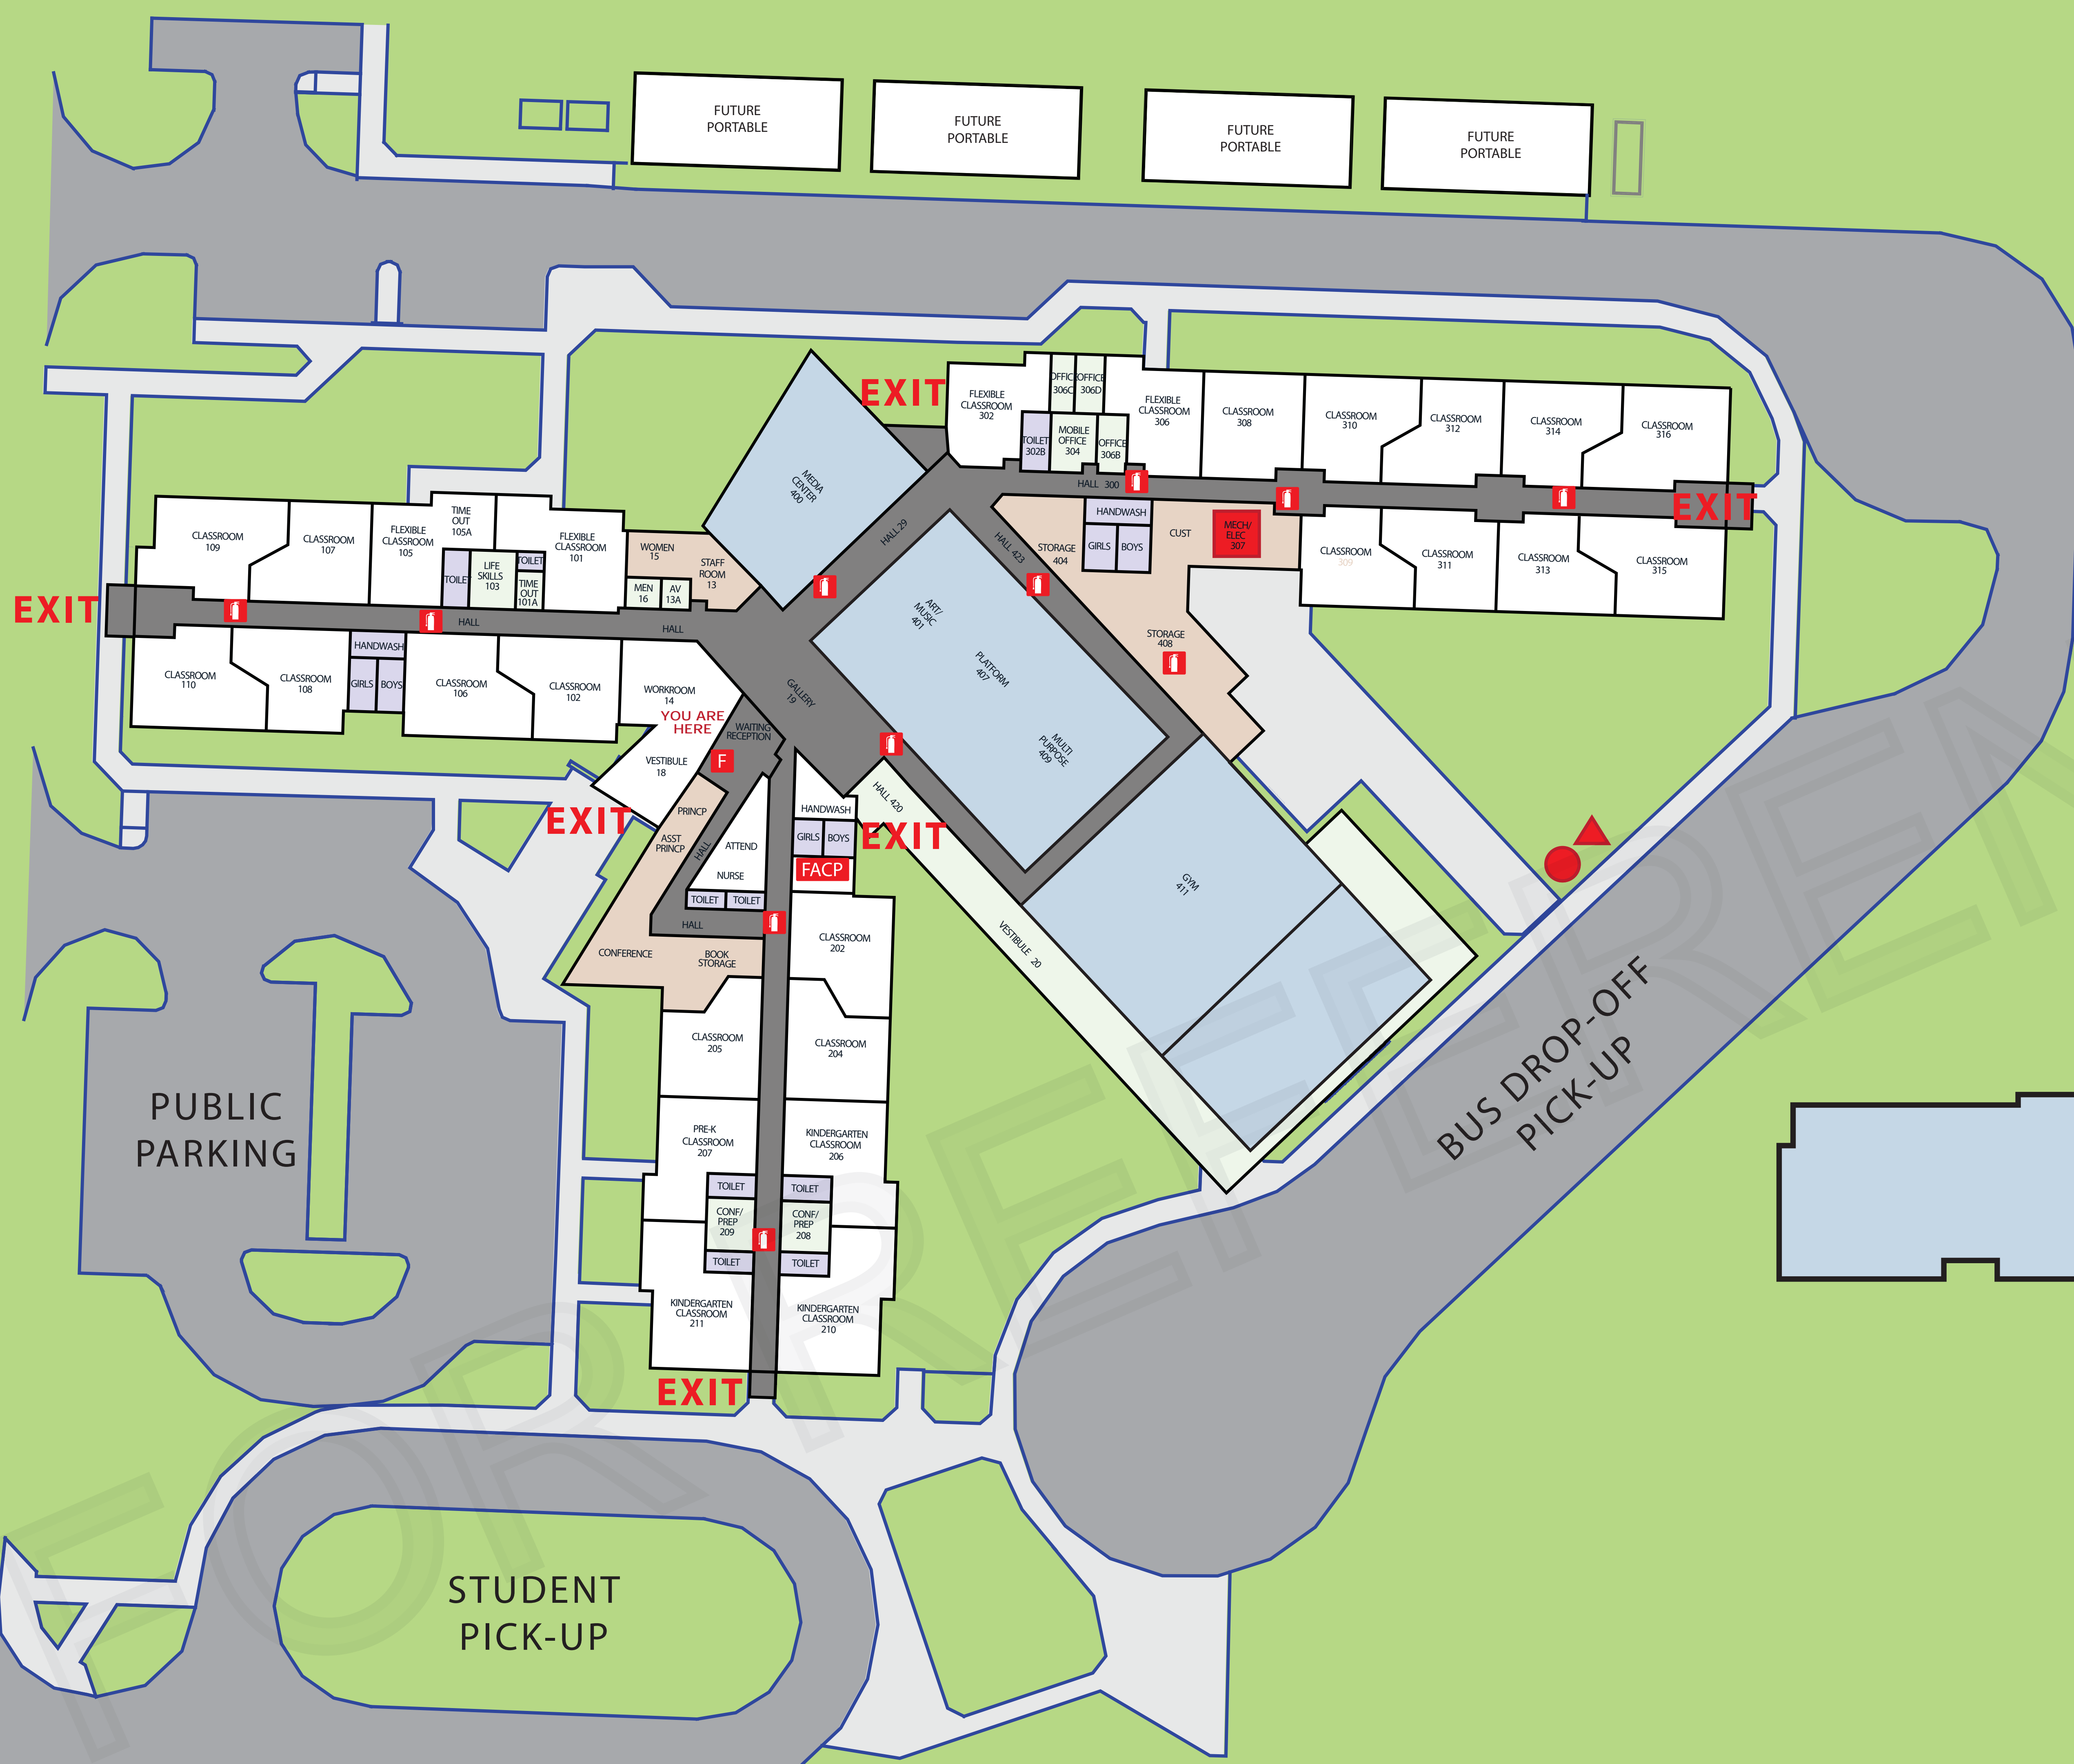 FUTURE
PORTABLE
FUTURE
PORTABLE
FUTURE
PORTABLE
FUTURE
PORTABLE
EXIT
FLEXIBLE
CLASSROOM
302
OFFIC
306C
OFFICE
306D
TOILET
302B
MOBILE
OFFICE
304
OFFICE
306B
FLEXIBLE
CLASSROOM
306
CLASSROOM
308
CLASSROOM
310
CLASSROOM
312
CLASSROOM
314
CLASSROOM
316
HALL 300
EXIT
MEDIA
CENTER
400
HALL 29
HALL 423
STORAGE
404
HANDWASH
GIRLS
BOYS
CUST
MECH/
ELEC
307
CLASSROOM
309
CLASSROOM
311
CLASSROOM
313
CLASSROOM
315
STORAGE
408
CLASSROOM
109
CLASSROOM
107
FLEXIBLE
CLASSROOM
105
TIME
OUT
105A
TOILET
LIFE
SKILLS
103
TOILET
TIME
OUT
101A
FLEXIBLE
CLASSROOM
101
WOMEN
15
MEN
16
AV
13A
STAFF
ROOM
13
EXIT
HALL
HALL
CLASSROOM
110
CLASSROOM
108
HANDWASH
GIRLS
BOYS
CLASSROOM
106
CLASSROOM
102
WORKROOM
14
YOU ARE
HERE
GALLERY
19
WAITING
RECEPTION
VESTIBULE
18
F
EXIT
ART/
MUSIC
401
PLATFORM
407
MULTI
PURPOSE
409
GYM
411
HALL 420
EXIT
VESTIBULE 20
PRINCP
ASST
PRINCP
HALL
ATTEND
NURSE
TOILET
TOILET
HALL
CONFERENCE
BOOK
STORAGE
HANDWASH
GIRLS
BOYS
FACP
CLASSROOM
202
CLASSROOM
205
CLASSROOM
204
PRE-K
CLASSROOM
207
KINDERGARTEN
CLASSROOM
206
TOILET
CONF/
PREP
209
TOILET
TOILET
CONF/
PREP
208
TOILET
KINDERGARTEN
CLASSROOM
211
KINDERGARTEN
CLASSROOM
210
EXIT
PUBLIC
PARKING
BUS DROP-OFF
PICK-UP
STUDENT
PICK-UP